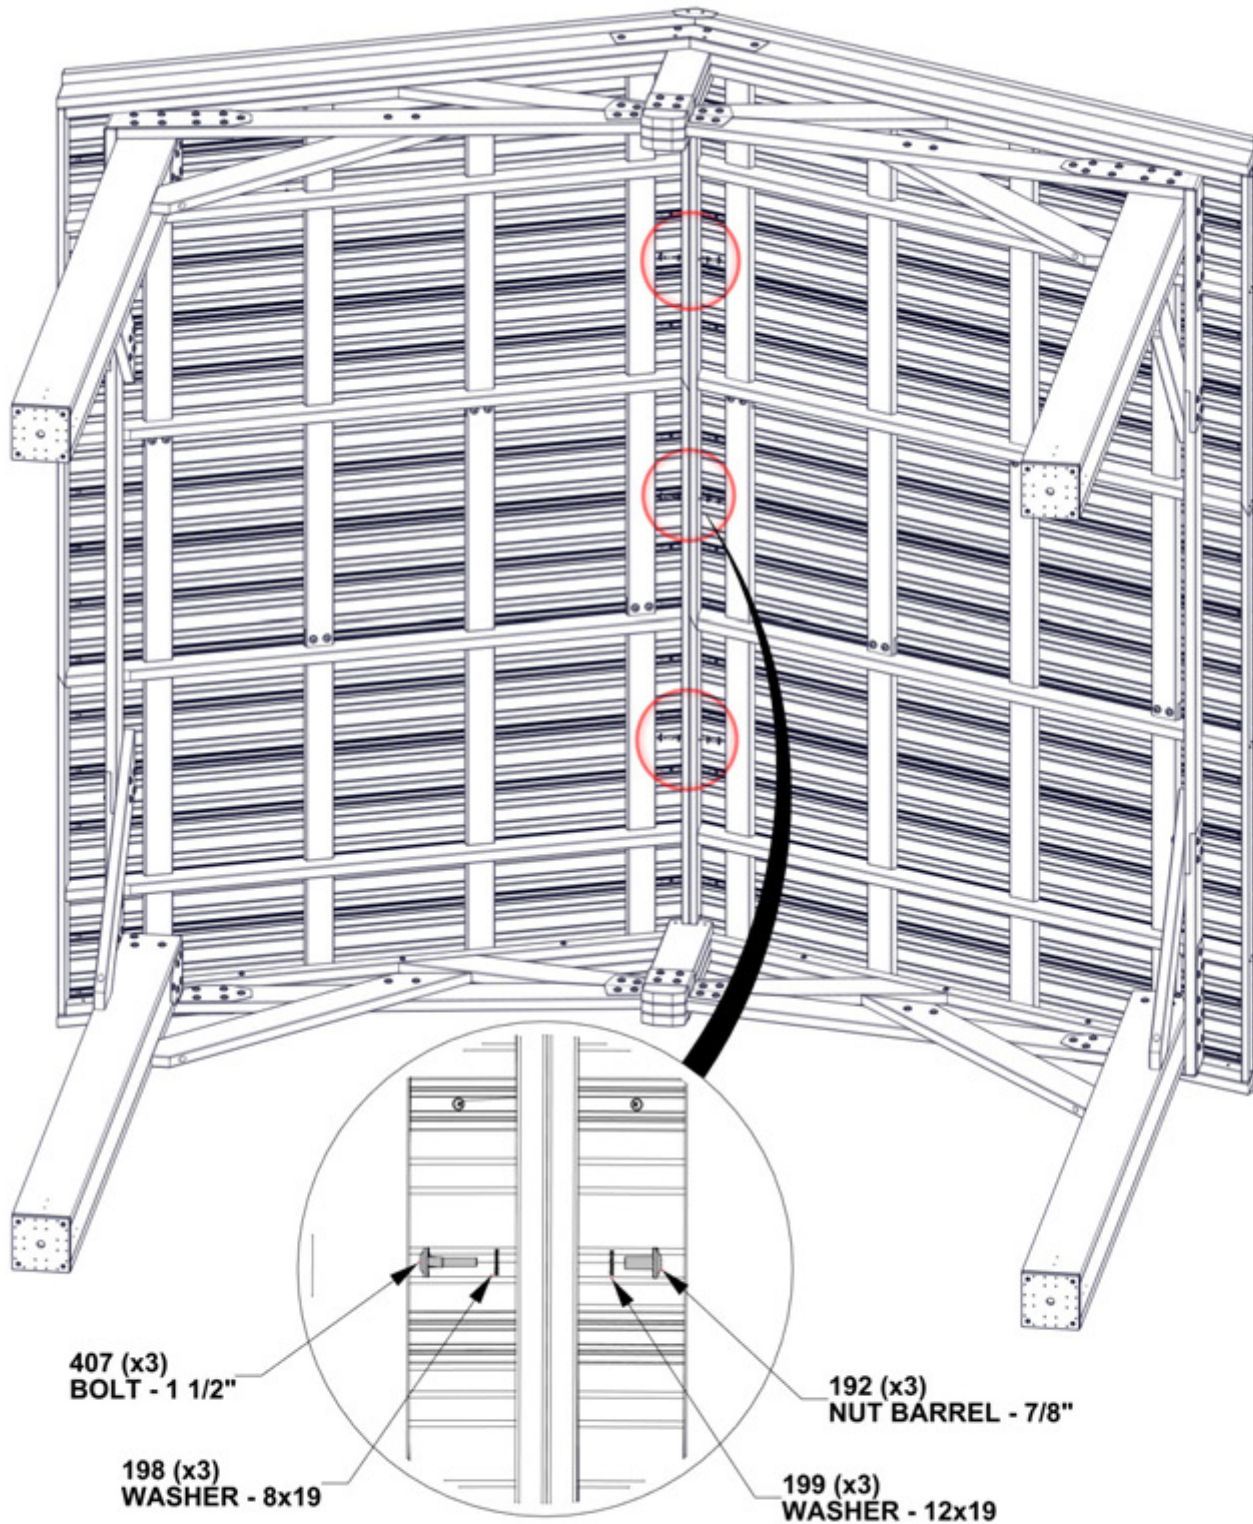 407 (x3)
BOLT - 1 1/2"
192 (x3)
NUT BARREL - 7/8"
198 (x3)
WASHER - 8x19
199 (x3)
WASHER - 12x19